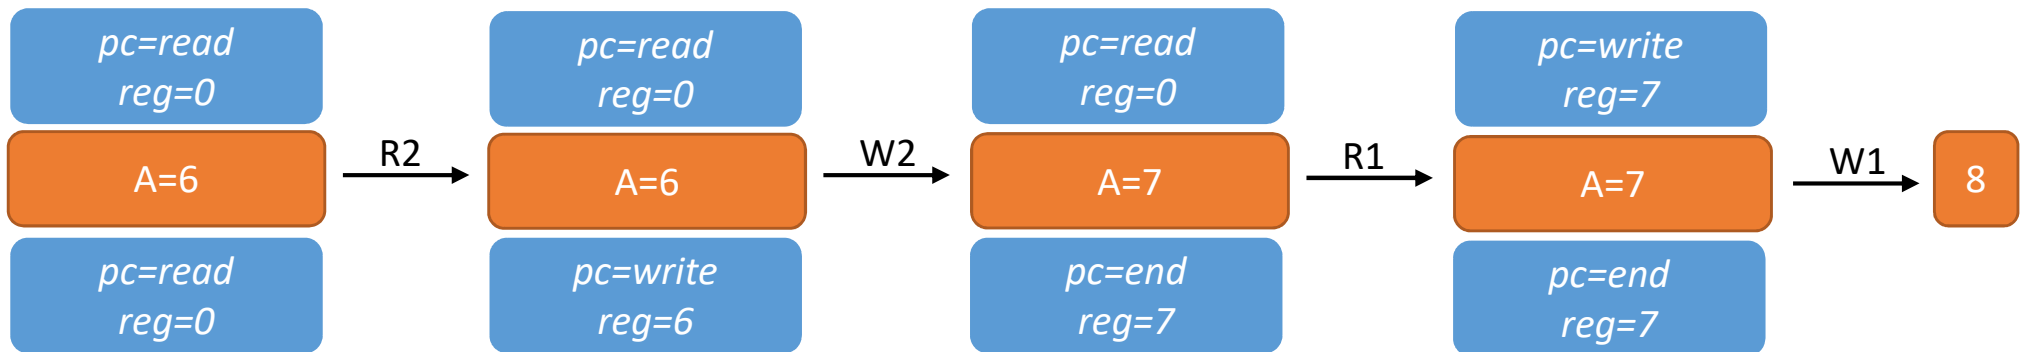 pc=read
reg=0
A=6
pc=read
reg=0
R2
pc=read
reg=0
A=6
pc=write
reg=6
W2
pc=read
reg=0
A=7
pc=end
reg=7
R1
pc=write
reg=7
A=7
pc=end
reg=7
W1
8